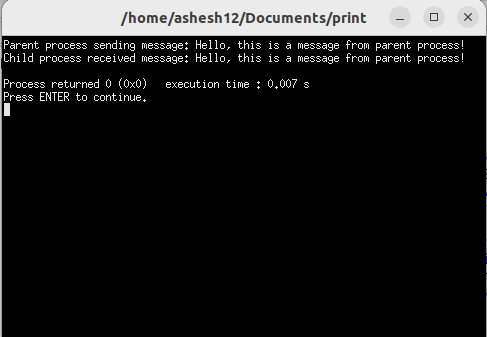 /home/ashesh12/Documents/print
Parent process sending message: Hello, this is a message from parent process!
Child process received message: Hello, this is a message from parent process!
Process returned 0 (0x0)   execution time : 0.007 s
Press ENTER to continue.